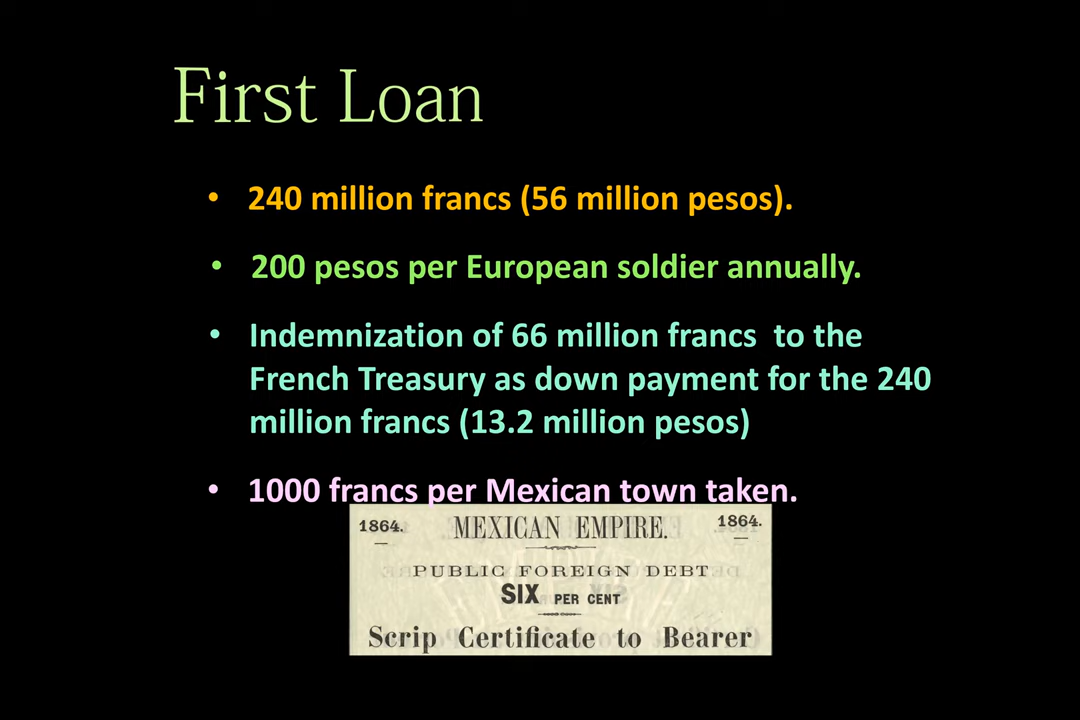 First Loan
• 240 million francs (56 million pesos).
• 200 pesos per European soldier annually.
• Indemnization of 66 million francs to the
French Treasury as down payment for the 240
million francs (13.2 million pesos)
• 1000 francs per Mexican town taken.
1864. MEXICAN EMPIRE. 1864.
PUBLIC FOREIGN DEBT
SIX PER CENT
Scrip Certificate to Bearer